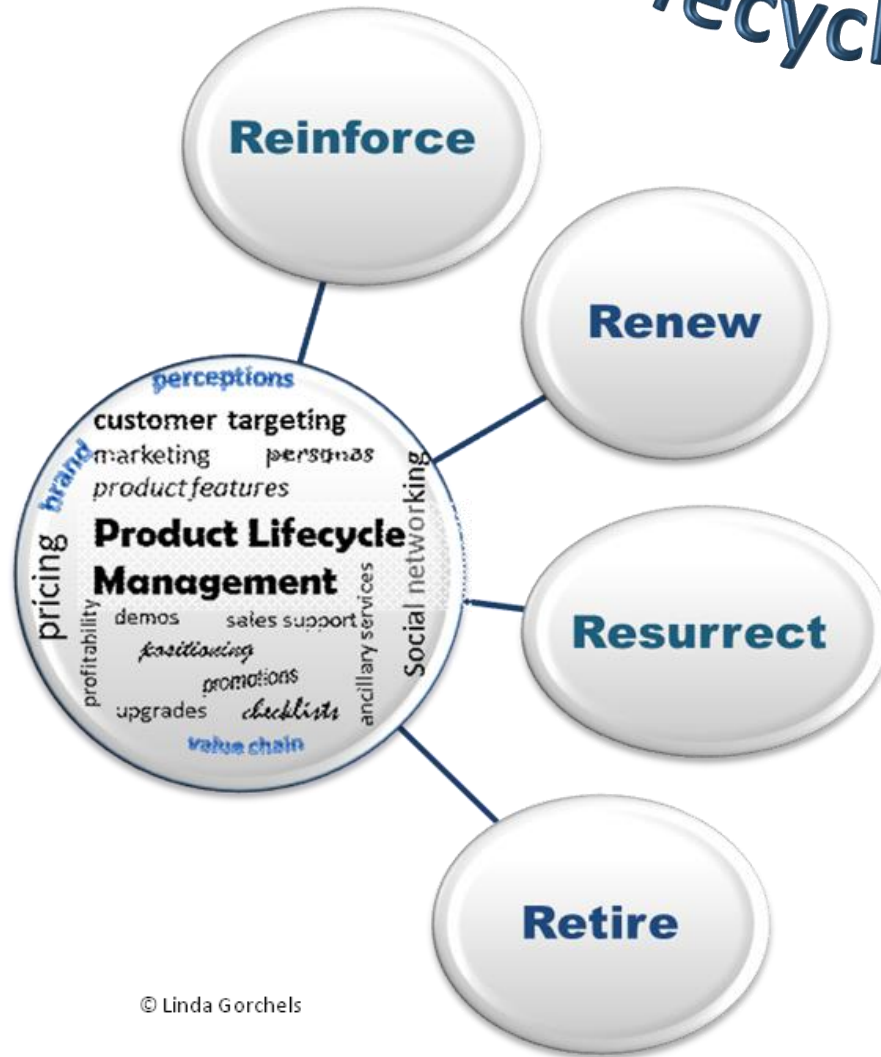 ecycl
Reinforce
Renew
perceptions
customer targeting
brand
marketing personas
product features
Social networking
pricing
Product Lifecycle
Management
profitability
demos sales support
ancillary services
positioning
promotions
upgrades checklists
value chain
Resurrect
Retire
© Linda Gorchels